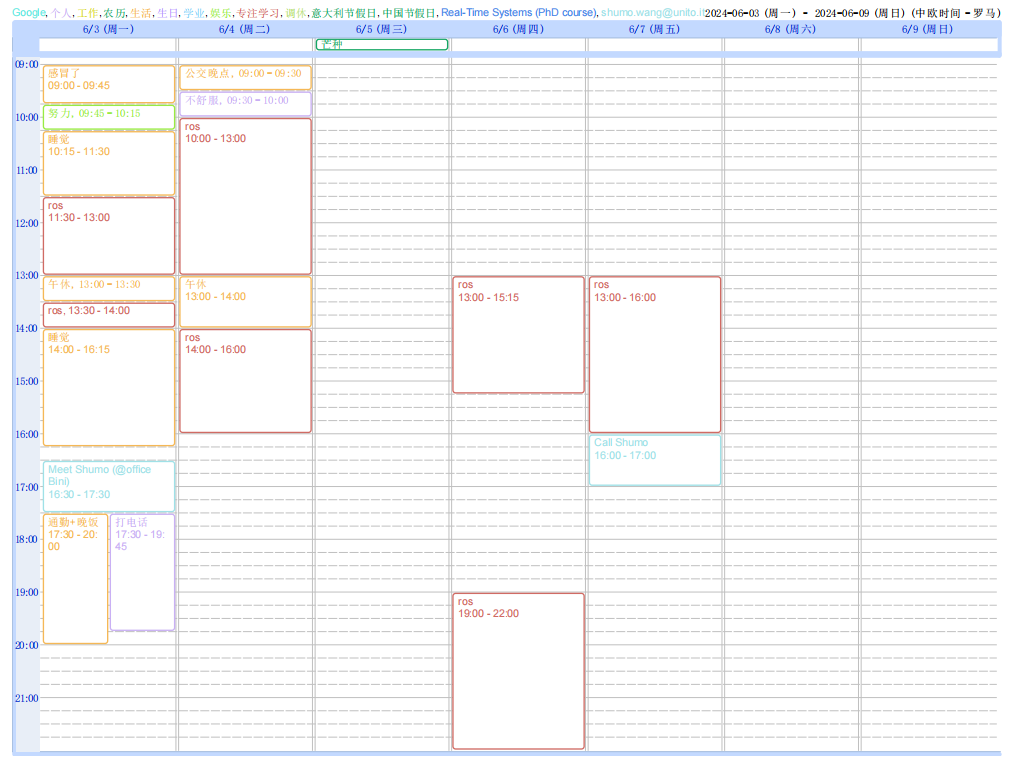 Google, 个人, 工作, 农历, 生活, 生日, 学业, 娱乐, 专注学习, 调休, 意大利节假日, 中国节假日, Real-Time Systems (PhD course), shumo.wang@unito.it 2024-06-03 (周一) - 2024-06-09 (周日) (中欧时间 - 罗马)
6/3 (周一) 6/4 (周二) 6/5 (周三) 6/6 (周四) 6/7 (周五) 6/8 (周六) 6/9 (周日)
芒种
09:00
10:00
11:00
12:00
13:00
14:00
15:00
16:00
17:00
18:00
19:00
20:00
21:00
感冒了
09:00 - 09:45
努力, 09:45 - 10:15
睡觉
10:15 - 11:30
ros
11:30 - 13:00
午休, 13:00 - 13:30
ros, 13:30 - 14:00
睡觉
14:00 - 16:15
Meet Shumo (@office
Bini)
16:30 - 17:30
通勤+晚饭
17:30 - 20:
00
打电话
17:30 - 19:
45
公交晚点, 09:00 - 09:30
不舒服, 09:30 - 10:00
ros
10:00 - 13:00
午休
13:00 - 14:00
ros
14:00 - 16:00
ros
13:00 - 15:15
ros
19:00 - 22:00
ros
13:00 - 16:00
Call Shumo
16:00 - 17:00